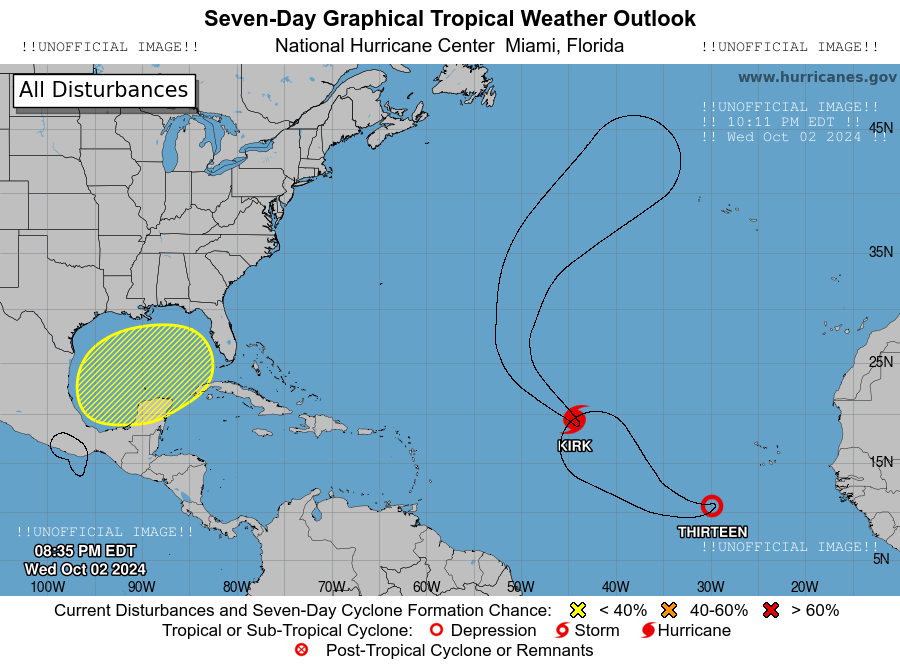 Seven-Day Graphical Tropical Weather Outlook
!!UNOFFICIAL IMAGE!!
National Hurricane Center Miami, Florida
!!UNOFFICIAL IMAGE!!
All Disturbances
www.hurricanes.gov
!!UNOFFICIAL IMAGE!!
!! 10:11 PM EDT !!
!! Wed Oct 02 2024 !!
45N
35N
25N
KIRK
15N
THIRTEEN
!!UNOFFICIAL IMAGE!!
!!UNOFFICIAL IMAGE!!
08:35 PM EDT
Wed Oct 02 2024
5N
100W 90W 80W 70W 60W 50W 40W 30W 20W
Current Disturbances and Seven-Day Cyclone Formation Chance: < 40% 40-60% > 60%
Tropical or Sub-Tropical Cyclone: Depression Storm Hurricane
Post-Tropical Cyclone or Remnants